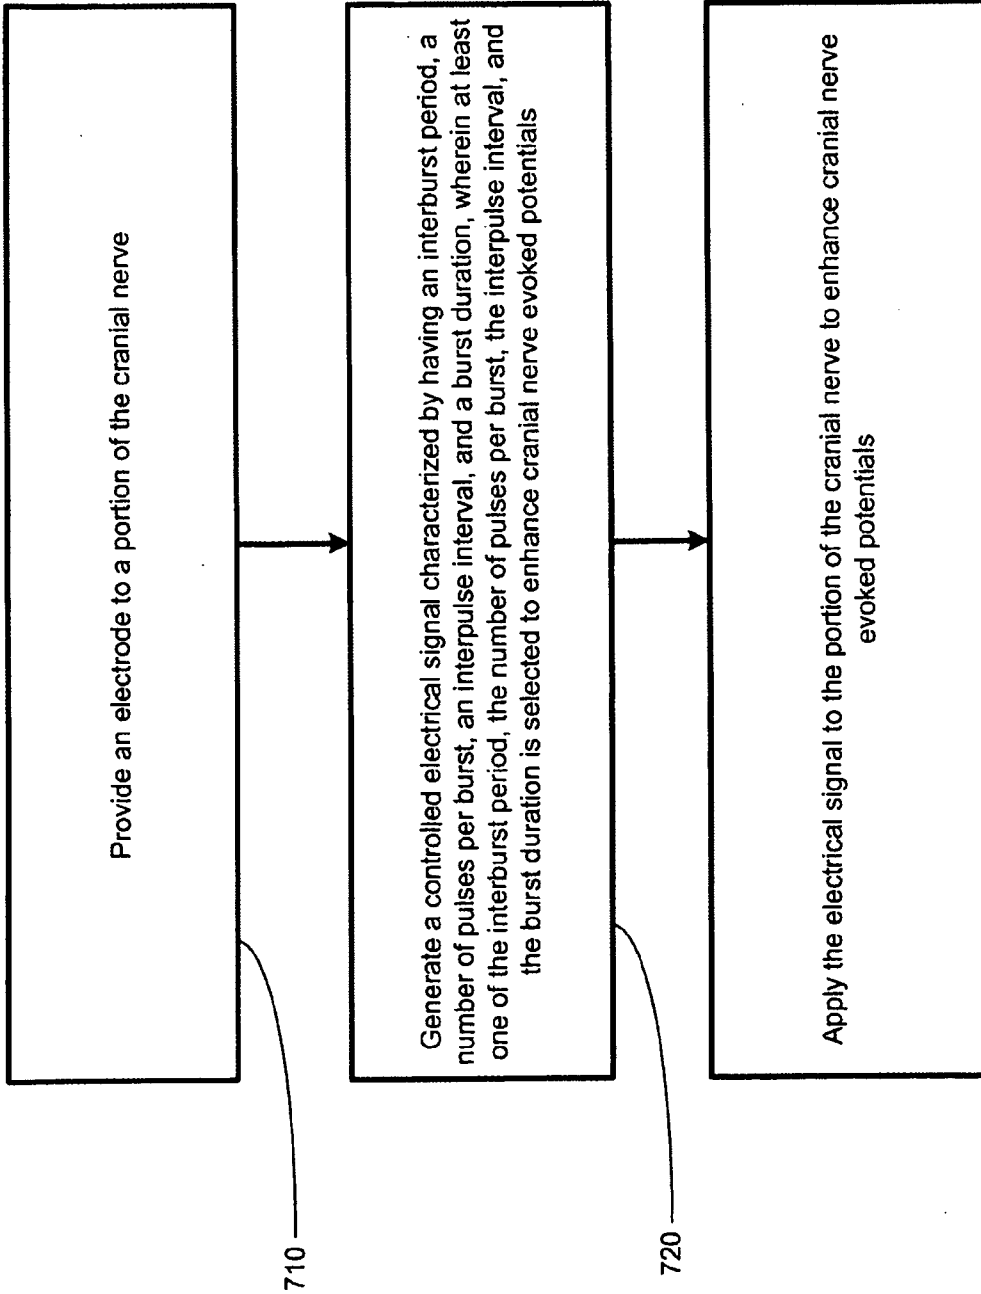 Provide an electrode to a portion of the cranial nerve
710
Generate a controlled electrical signal characterized by having an interburst period, a
number of pulses per burst, an interpulse interval, and a burst duration, wherein at least
one of the interburst period, the number of pulses per burst, the interpulse interval, and
the burst duration is selected to enhance cranial nerve evoked potentials
720
Apply the electrical signal to the portion of the cranial nerve to enhance cranial nerve
evoked potentials